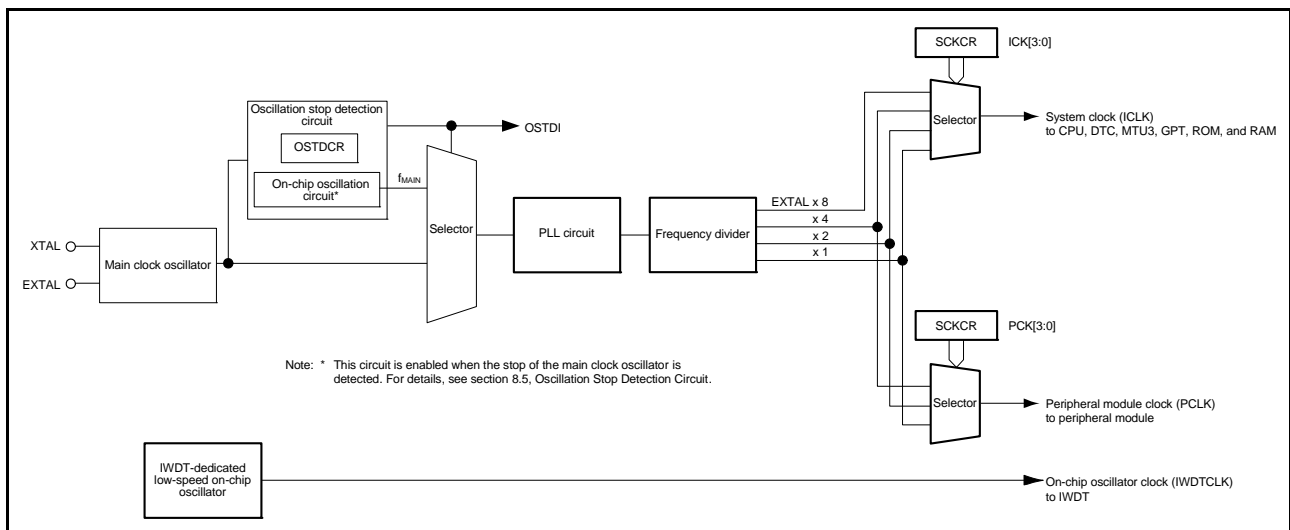 SCKCR
ICK[3:0]
Oscillation stop detection
circuit
OSTDCR
On-chip oscillation
circuit*
OSTDI
fMAIN
Selector
System clock (ICLK)
to CPU, DTC, MTU3, GPT, ROM, and RAM
XTAL
EXTAL
Main clock oscillator
Selector
PLL circuit
Frequency divider
EXTAL x 8
x 4
x 2
x 1
SCKCR
PCK[3:0]
Note: * This circuit is enabled when the stop of the main clock oscillator is
detected. For details, see section 8.5, Oscillation Stop Detection Circuit.
Selector
Peripheral module clock (PCLK)
to peripheral module
IWDT-dedicated
low-speed on-chip
oscillator
On-chip oscillator clock (IWDTCLK)
to IWDT